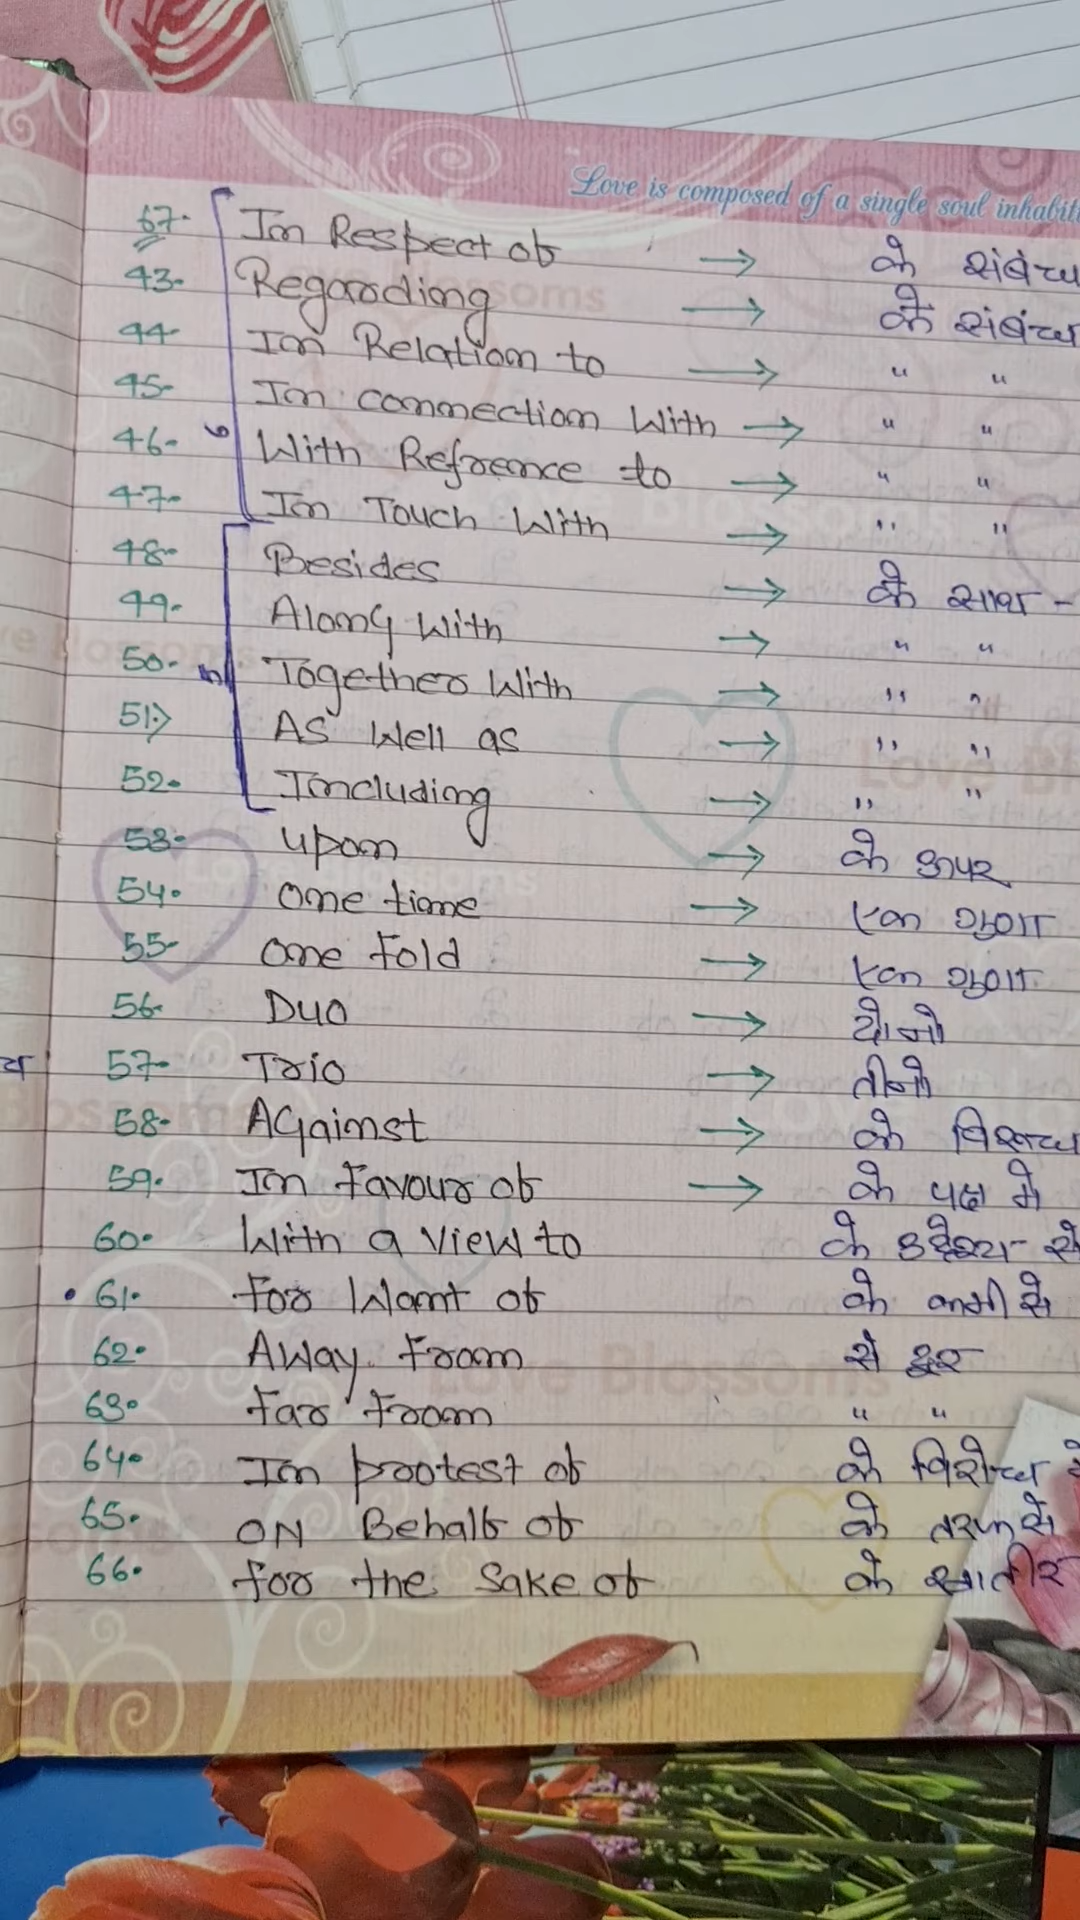 Love is composed of a single soul inhabiti
67. In Respect of → के संबंध
43. Regarding → के संबंध
44. In Relation to → " "
45. In connection With → " "
46. With Refrence to → " "
47. In Touch With → " "
48. Besides → के साथ -
49. Along With → " "
50. Together With → " "
51. As Well as → " "
52. Including → " "
53. upon → के ऊपर
54. One time → एक गुणा
55. One Fold → एक गुणा
56. Duo → दोनो
57. Trio → तीनो
58. Against → के विरूध
59. In Favour of → के पक्ष मे
60. With a View to के उद्देश्य से
61. For Want of के कमी से
62. Away From से दूर
63. Far From " "
64. In protest of के विरोध
65. ON Behalf of के तरफ से
66. For the Sake of के खातीर